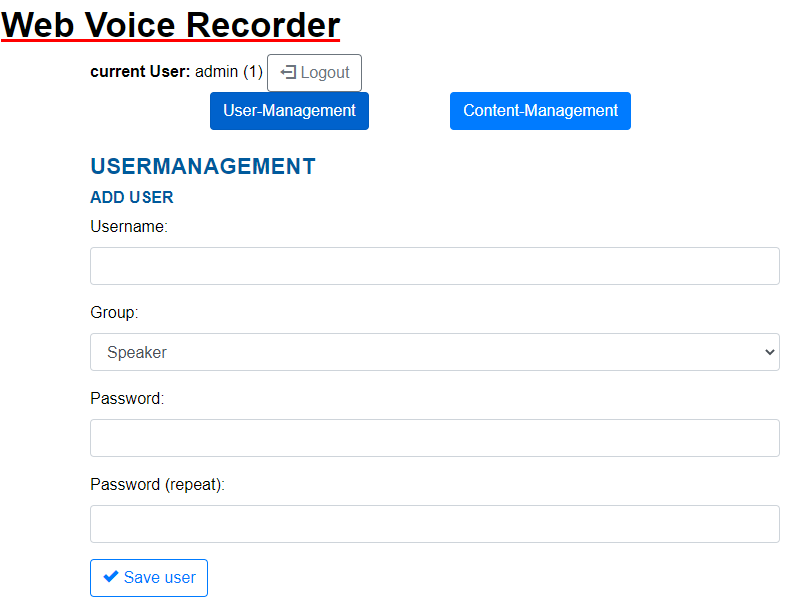 Web Voice Recorder
current User: admin (1) Logout
User-Management Content-Management
USERMANAGEMENT
ADD USER
Username:
Group:
Speaker
Password:
Password (repeat):
Save user